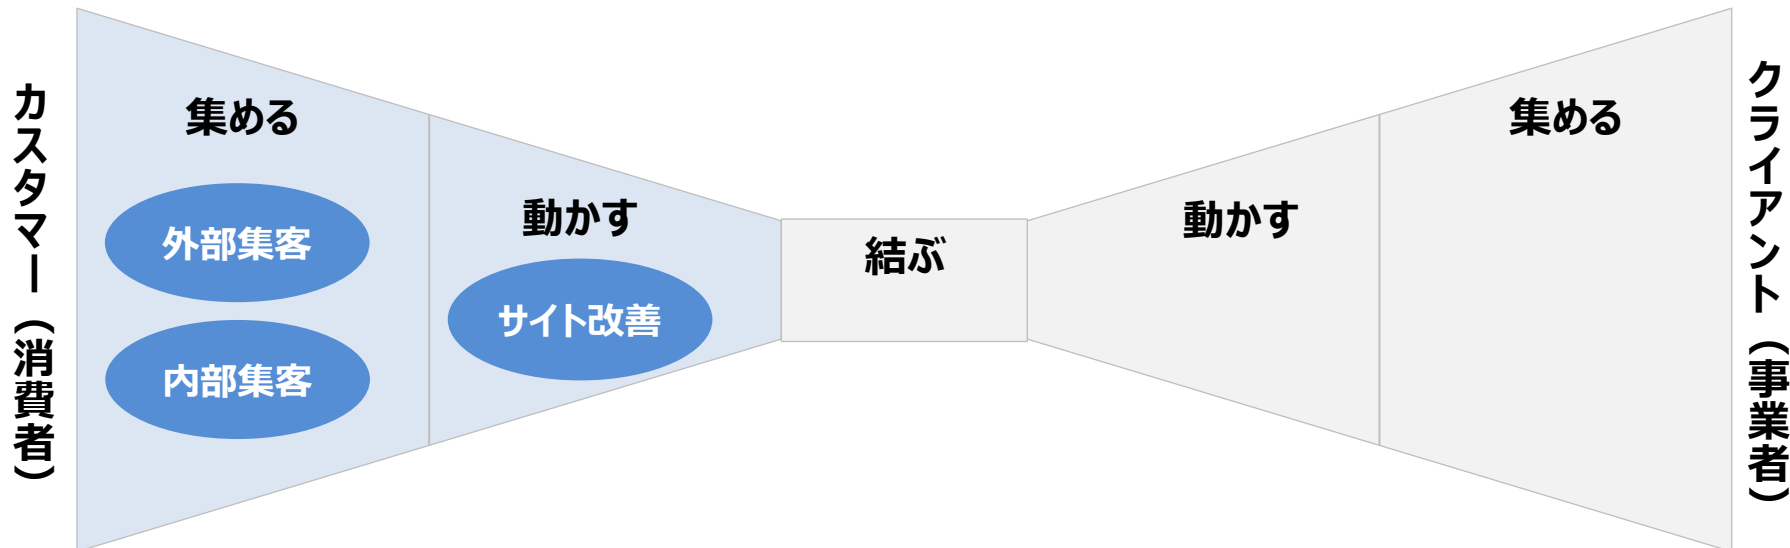 カスタマー（消費者）
集める
外部集客
内部集客
動かす
サイト改善
結ぶ
動かす
集める
クライアント（事業者）